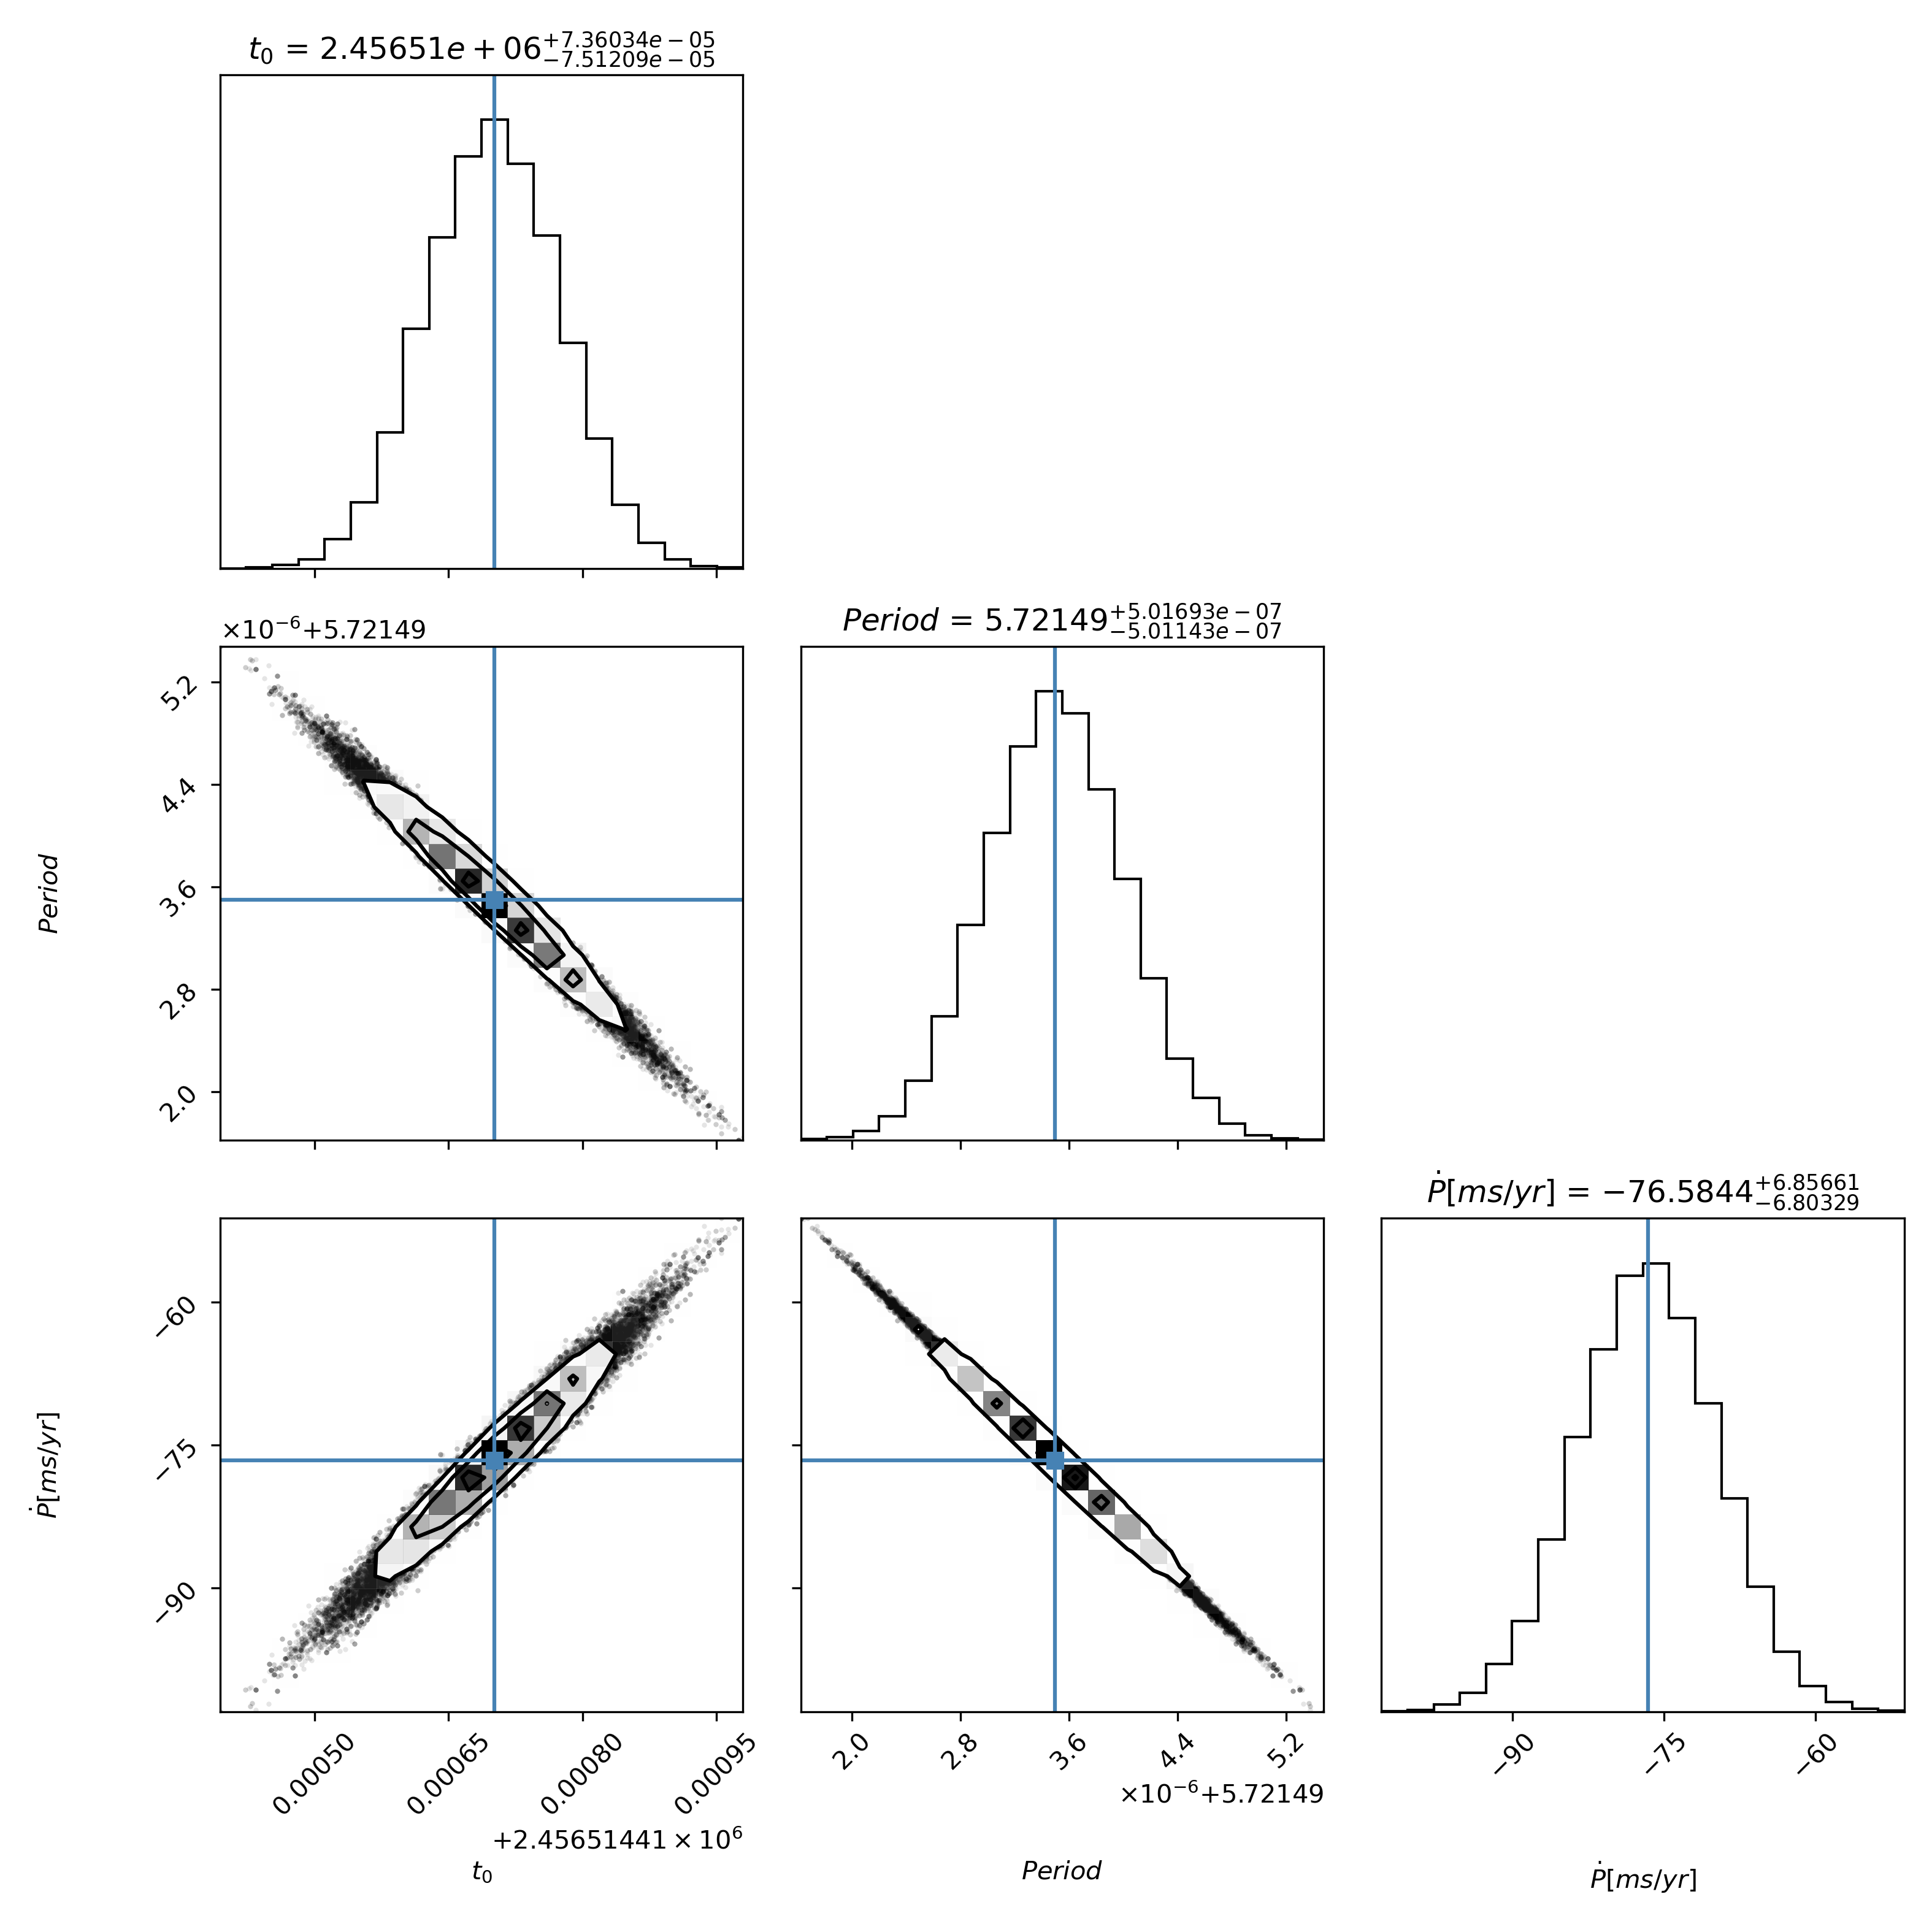 t₀ = 2.45651e + 06 +7.36034e − 05 −7.51209e − 05
×10⁻⁶+5.72149
Period = 5.72149 +5.01693e − 07 −5.01143e − 07
5.2
4.4
3.6
2.8
2.0
Period
Ṗ[ms/yr] = −76.5844 +6.85661 −6.80329
−60
−75
−90
Ṗ[ms/yr]
0.00050 0.00065 0.00080 0.00095
+2.45651441 × 10⁶
t₀
2.0 2.8 3.6 4.4 5.2
×10⁻⁶+5.72149
Period
−90 −75 −60
Ṗ[ms/yr]